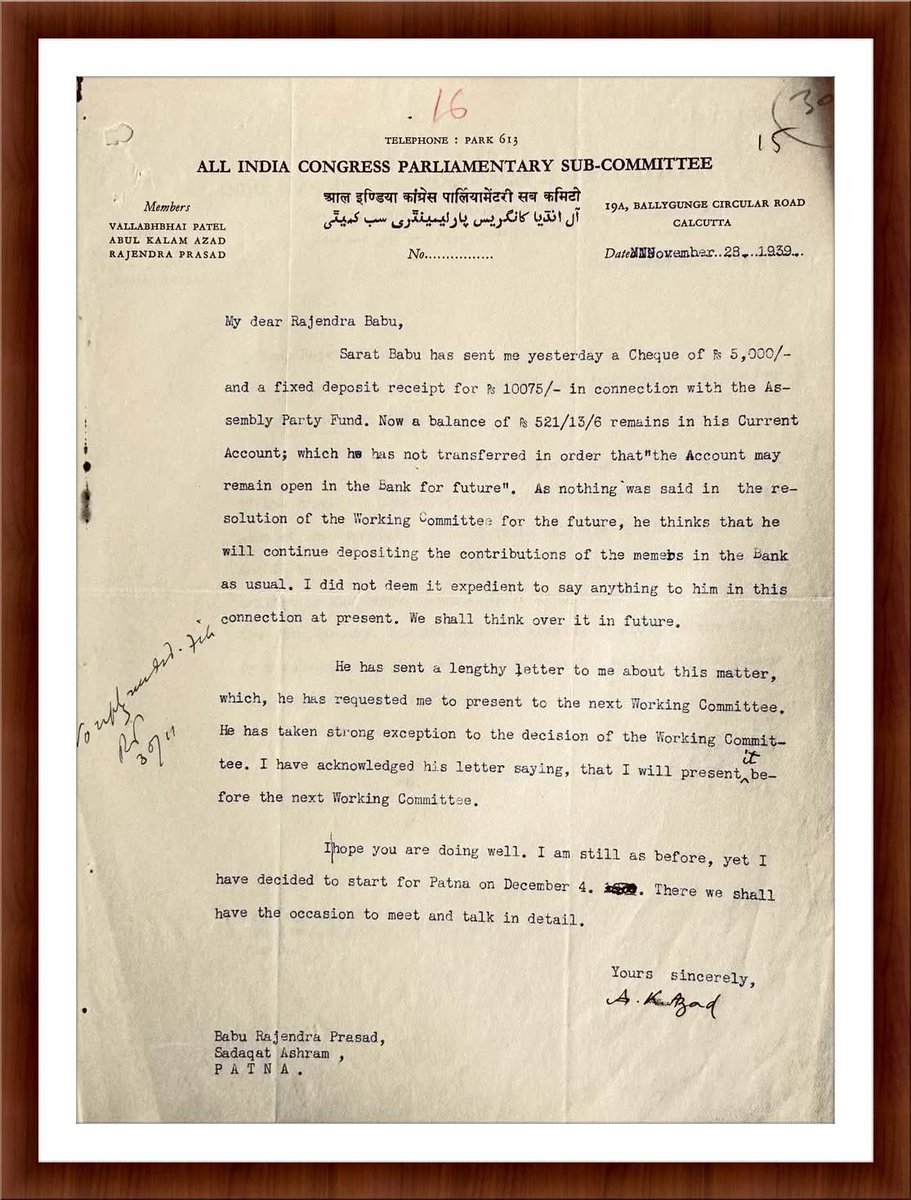 16
30
15
TELEPHONE : PARK 613
ALL INDIA CONGRESS PARLIAMENTARY SUB-COMMITTEE
आल इण्डिया कांग्रेस पार्लियामेंटरी सब कमिटी
آل انڈیا کانگریس پارلیمینٹری سب کمیٹی
Members
VALLABHBHAI PATEL
ABUL KALAM AZAD
RAJENDRA PRASAD
19A, BALLYGUNGE CIRCULAR ROAD
CALCUTTA
No................
Date November..28...1939..
My dear Rajendra Babu,
Sarat Babu has sent me yesterday a Cheque of ₨ 5,000/-
and a fixed deposit receipt for ₨ 10075/- in connection with the As-
sembly Party Fund. Now a balance of ₨ 521/13/6 remains in his Current
Account; which he has not transferred in order that"the Account may
remain open in the Bank for future". As nothing was said in the re-
solution of the Working Committee for the future, he thinks that he
will continue depositing the contributions of the memebs in the Bank
as usual. I did not deem it expedient to say anything to him in this
connection at present. We shall think over it in future.
He has sent a lengthy letter to me about this matter,
which, he has requested me to present to the next Working Committee.
He has taken strong exception to the decision of the Working Commit-
tee. I have acknowledged his letter saying, that I will present it be-
fore the next Working Committee.
I hope you are doing well. I am still as before, yet I
have decided to start for Patna on December 4. . There we shall
have the occasion to meet and talk in detail.
Yours sincerely,
A. K. Azad
No reply needed. File
RP
30/11
Babu Rajendra Prasad,
Sadaqat Ashram ,
P A T N A .